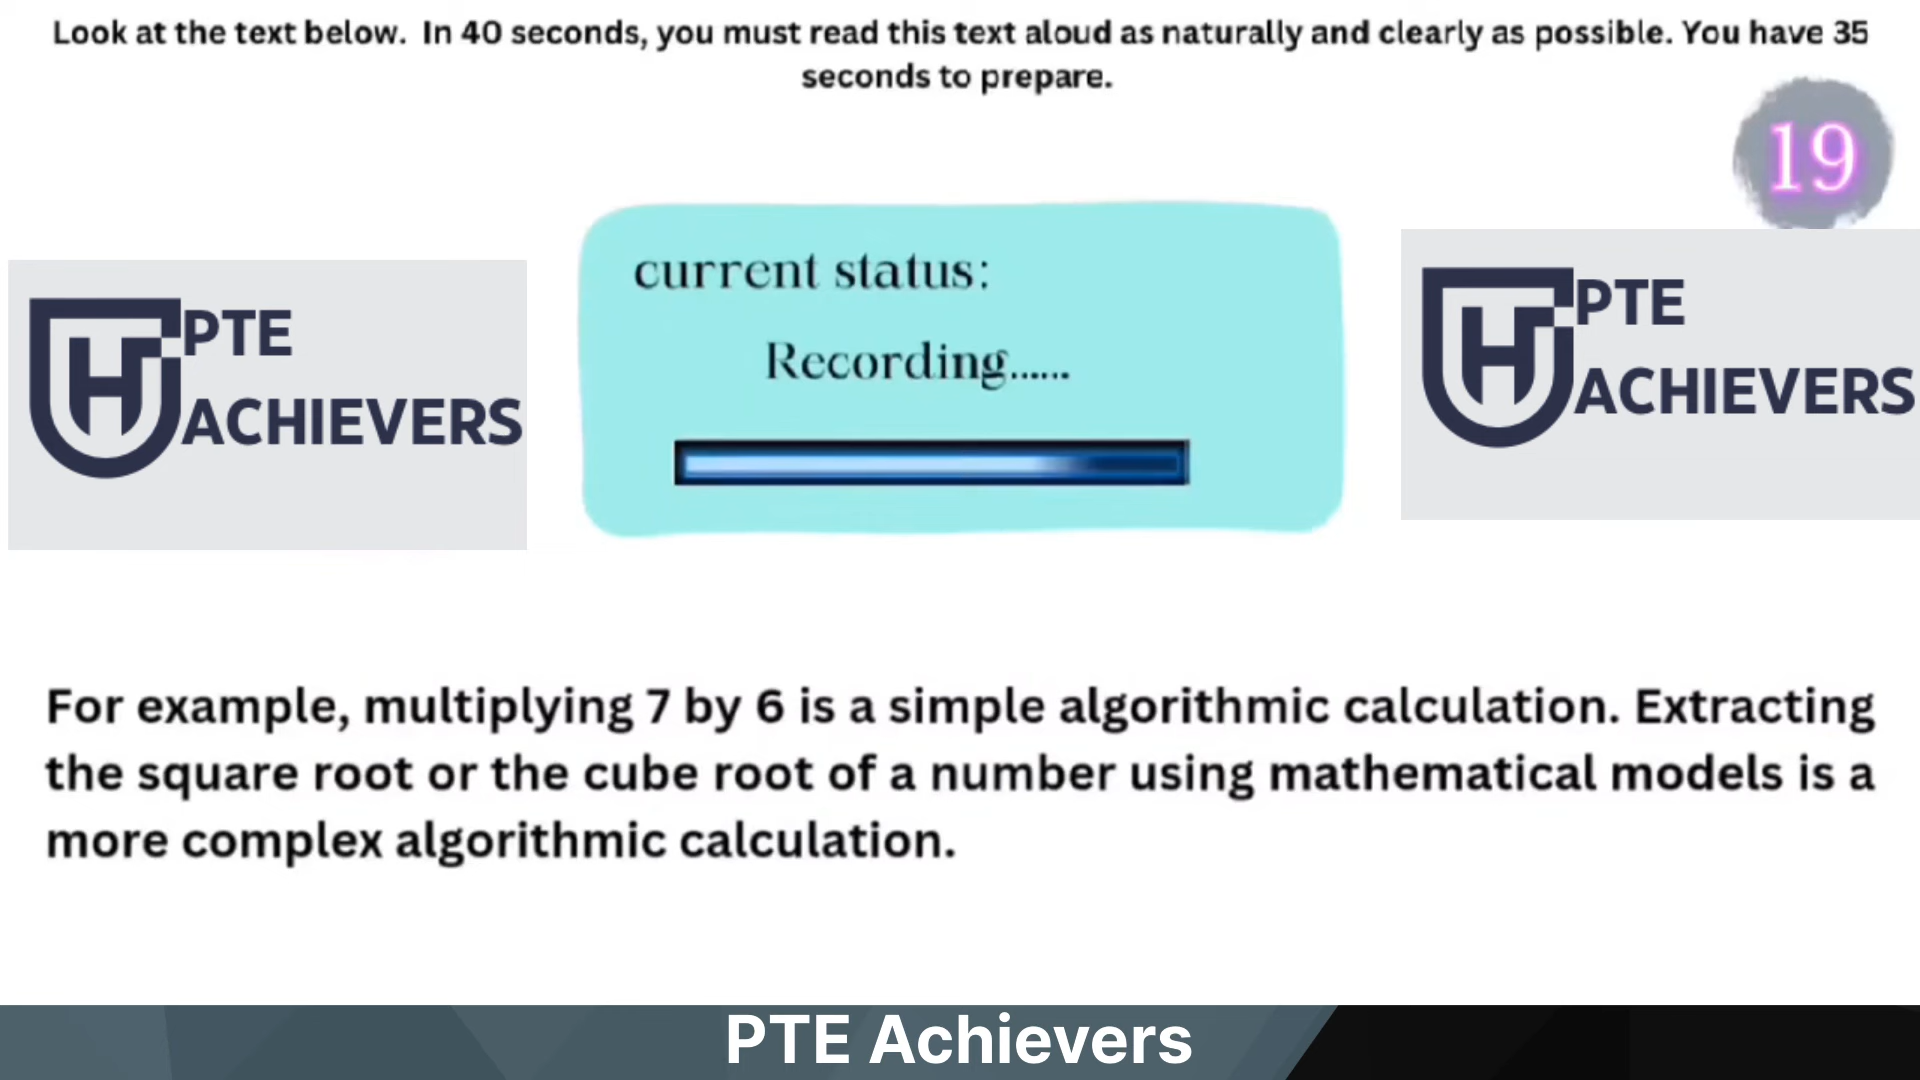 Look at the text below.  In 40 seconds, you must read this text aloud as naturally and clearly as possible. You have 35
seconds to prepare.
19
current status:
Recording......
PTE
ACHIEVERS
PTE
ACHIEVERS
For example, multiplying 7 by 6 is a simple algorithmic calculation. Extracting
the square root or the cube root of a number using mathematical models is a
more complex algorithmic calculation.
PTE Achievers